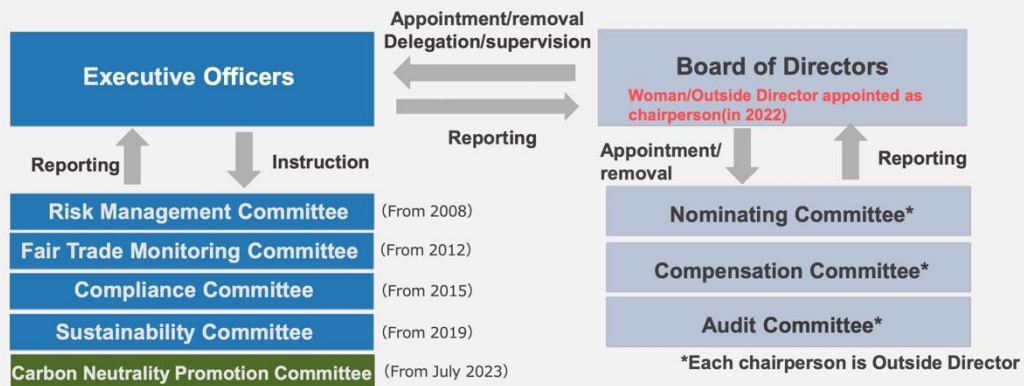 Appointment/removal
Delegation/supervision
Executive Officers
Board of Directors
Woman/Outside Director appointed as
chairperson(in 2022)
Reporting
Reporting
Instruction
Appointment/
removal
Reporting
Risk Management Committee
(From 2008)
Nominating Committee*
Fair Trade Monitoring Committee
(From 2012)
Compensation Committee*
Compliance Committee
(From 2015)
Sustainability Committee
(From 2019)
Audit Committee*
Carbon Neutrality Promotion Committee
(From July 2023)
*Each chairperson is Outside Director